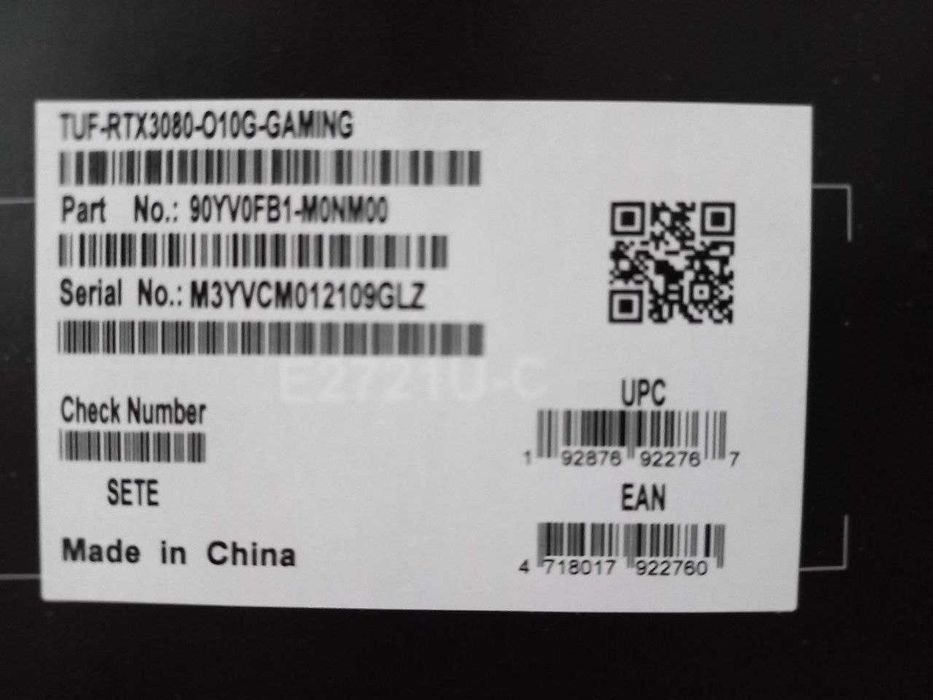 TUF-RTX3080-O10G-GAMING
Part No.: 90YV0FB1-M0NM00
Serial No.: M3YVCM012109GLZ
E2721U-C
Check Number
SETE
Made in China
UPC
1 92876 92276 7
EAN
4 718017 922760